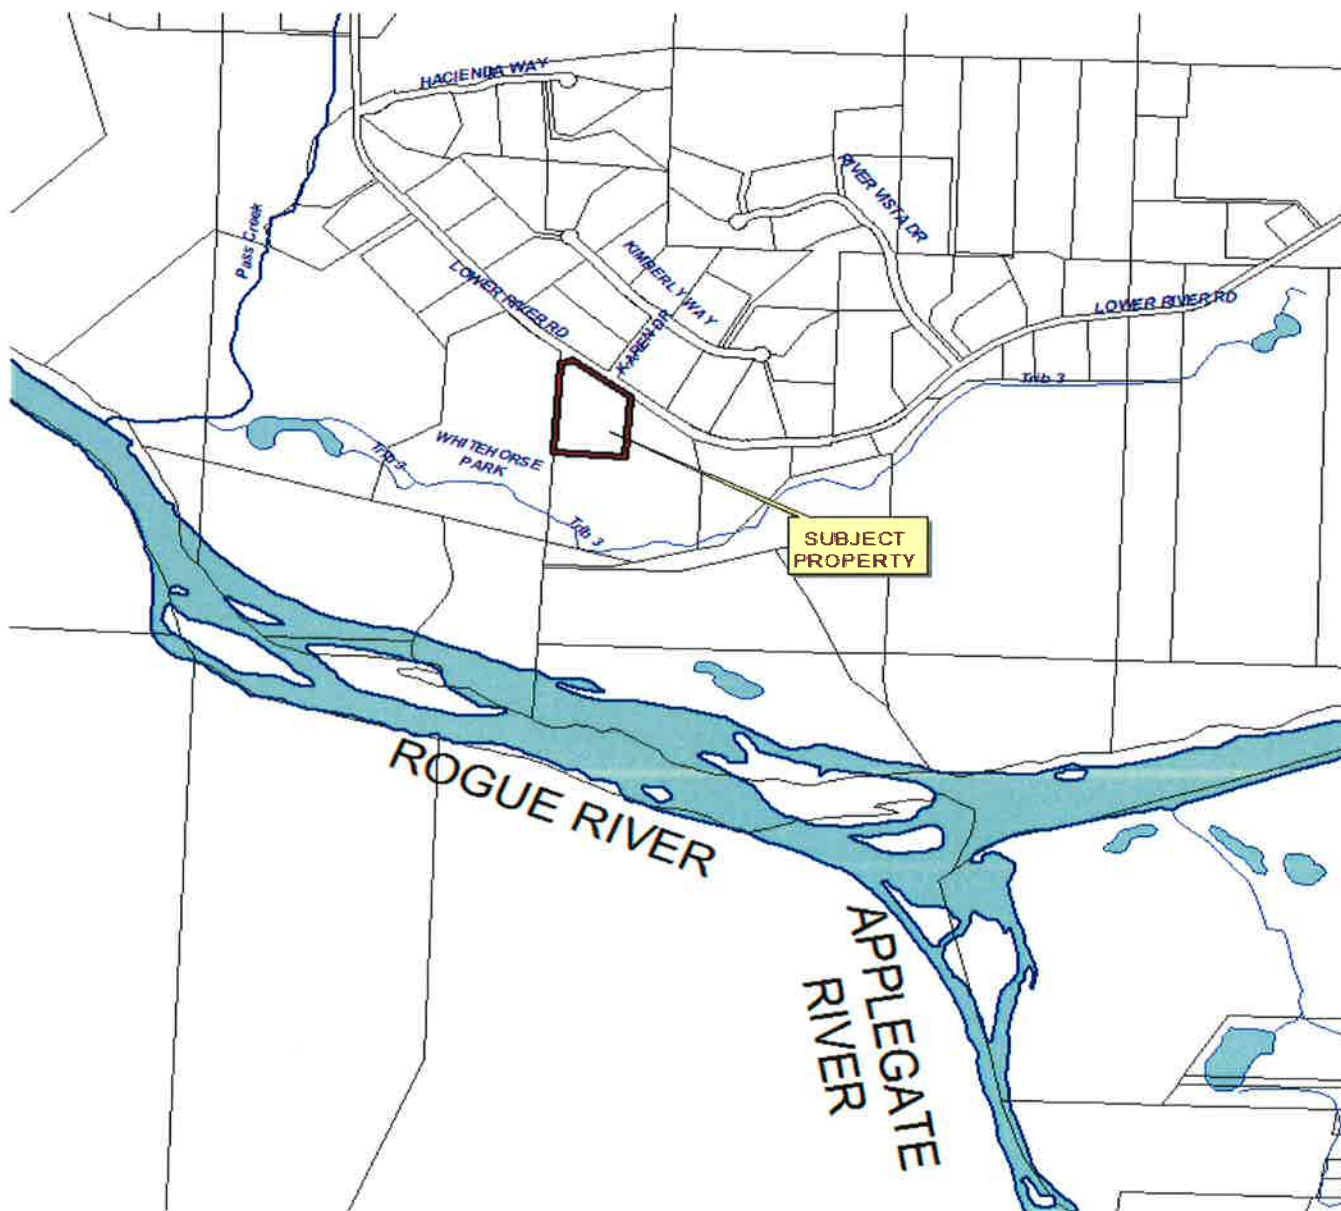 HACIENDA WAY
RIVER VISTA DR
Pass Creek
KIMBERLY WAY
LOWER RIVER RD
LOWER RIVER RD
KAREN DR
Trib 3
WHITEHORSE
PARK
Trib 3
Trib 3
SUBJECT
PROPERTY
ROGUE RIVER
APPLEGATE
RIVER